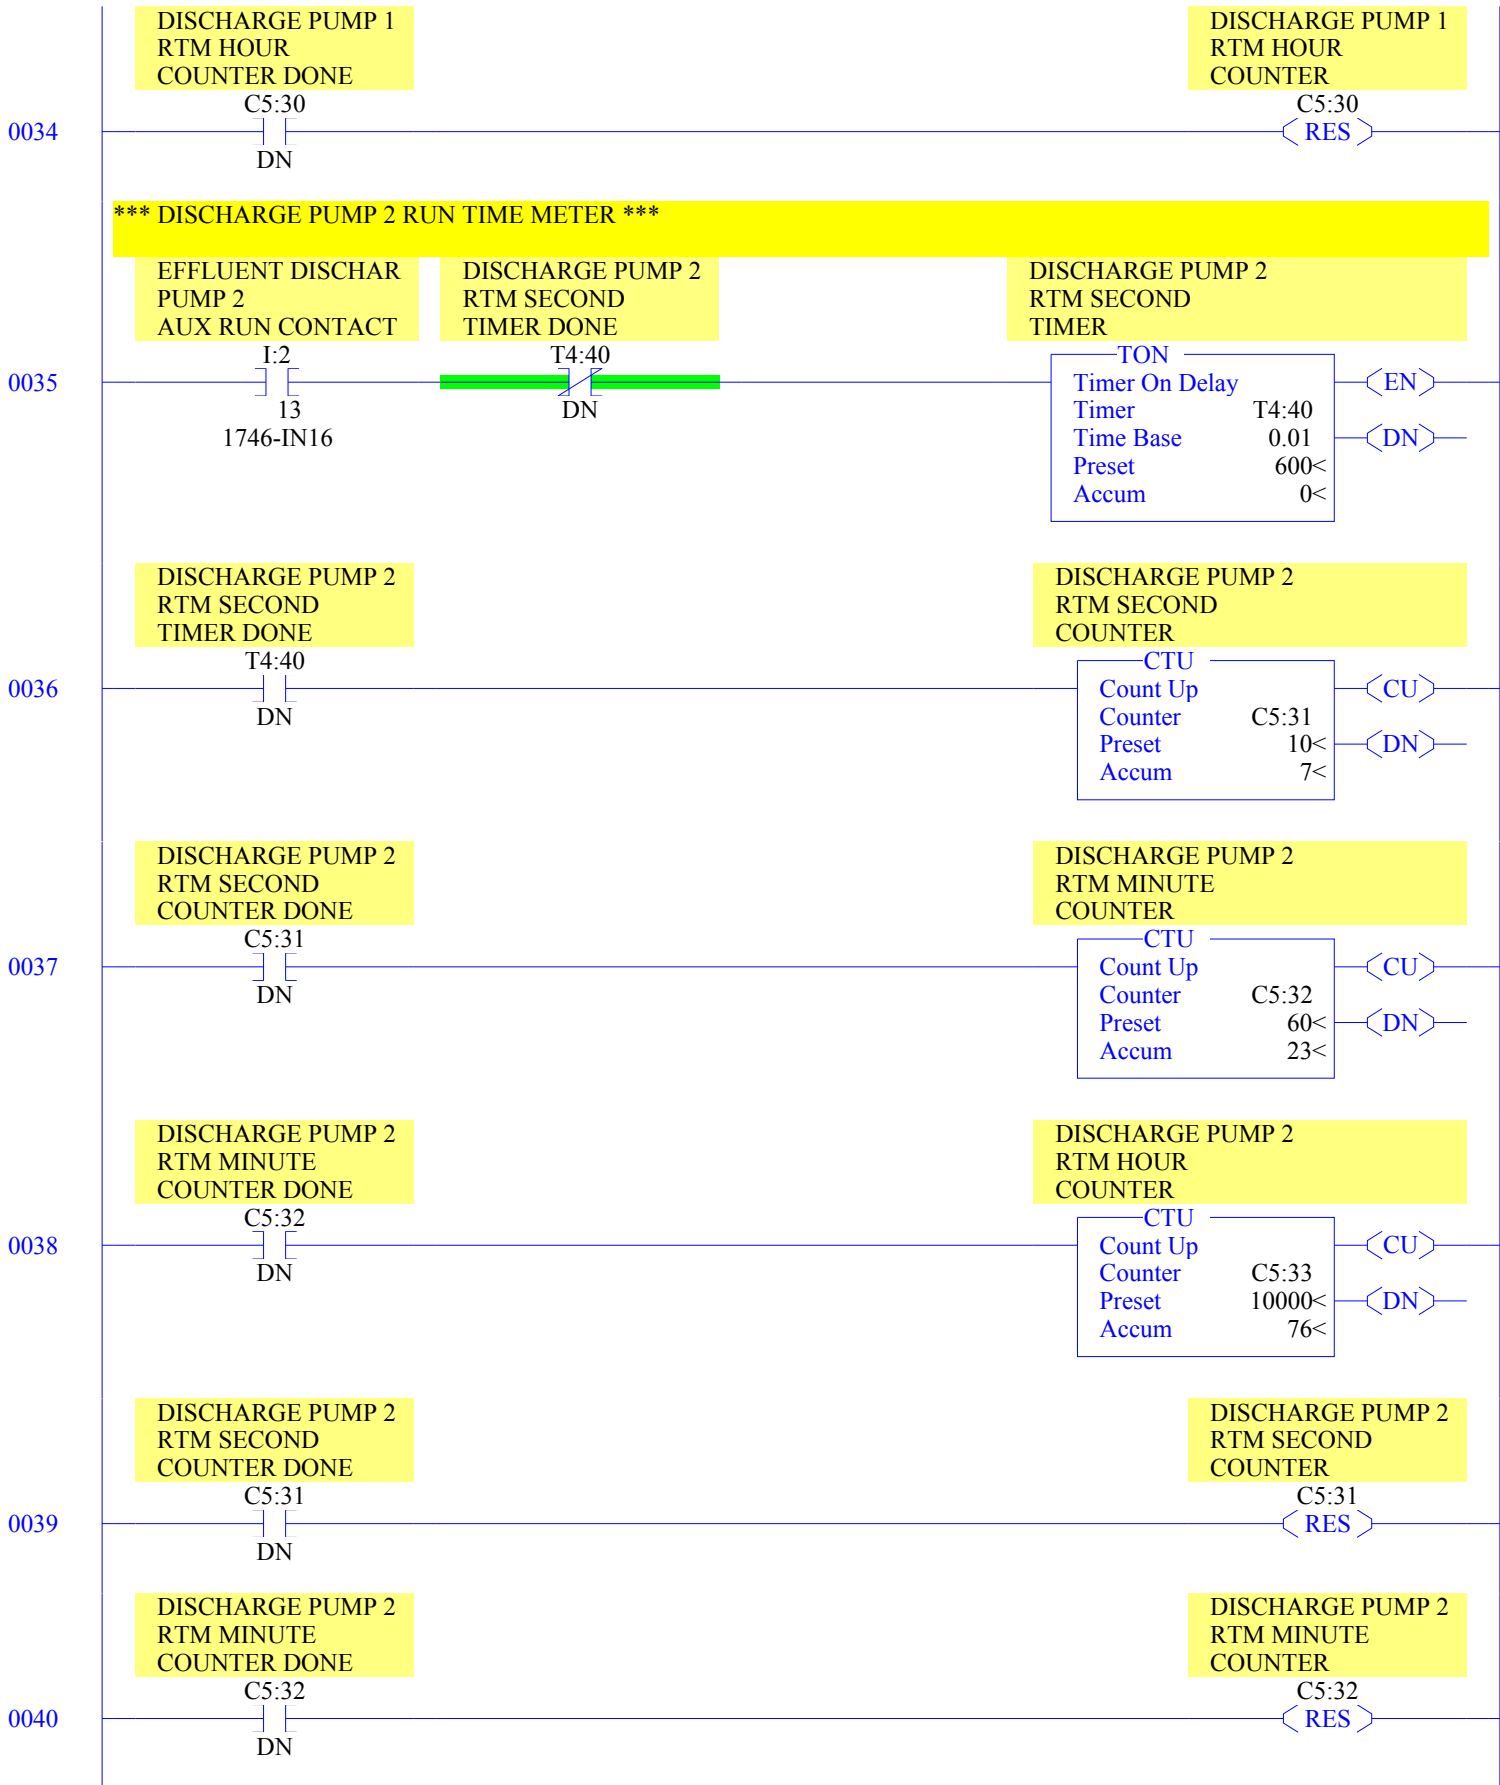 DISCHARGE PUMP 1
RTM HOUR
COUNTER DONE
C5:30
DN
DISCHARGE PUMP 1
RTM HOUR
COUNTER
C5:30
RES
0034
*** DISCHARGE PUMP 2 RUN TIME METER ***
EFFLUENT DISCHAR
PUMP 2
AUX RUN CONTACT
I:2
13
1746-IN16
DISCHARGE PUMP 2
RTM SECOND
TIMER DONE
T4:40
DN
DISCHARGE PUMP 2
RTM SECOND
TIMER
TON
Timer On Delay
Timer T4:40
Time Base 0.01
Preset 600<
Accum 0<
EN
DN
0035
DISCHARGE PUMP 2
RTM SECOND
TIMER DONE
T4:40
DN
DISCHARGE PUMP 2
RTM SECOND
COUNTER
CTU
Count Up
Counter C5:31
Preset 10<
Accum 7<
CU
DN
0036
DISCHARGE PUMP 2
RTM SECOND
COUNTER DONE
C5:31
DN
DISCHARGE PUMP 2
RTM MINUTE
COUNTER
CTU
Count Up
Counter C5:32
Preset 60<
Accum 23<
CU
DN
0037
DISCHARGE PUMP 2
RTM MINUTE
COUNTER DONE
C5:32
DN
DISCHARGE PUMP 2
RTM HOUR
COUNTER
CTU
Count Up
Counter C5:33
Preset 10000<
Accum 76<
CU
DN
0038
DISCHARGE PUMP 2
RTM SECOND
COUNTER DONE
C5:31
DN
DISCHARGE PUMP 2
RTM SECOND
COUNTER
C5:31
RES
0039
DISCHARGE PUMP 2
RTM MINUTE
COUNTER DONE
C5:32
DN
DISCHARGE PUMP 2
RTM MINUTE
COUNTER
C5:32
RES
0040